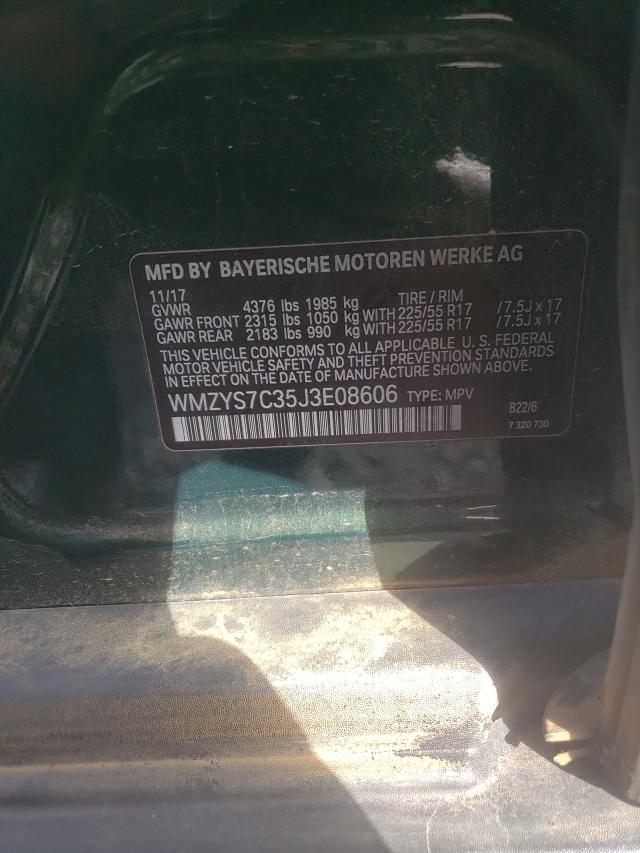 MFD BY BAYERISCHE MOTOREN WERKE AG
11/17
GVWR 4376 lbs 1985 kg TIRE / RIM
GAWR FRONT 2315 lbs 1050 kg WITH 225/55 R17 / 7.5J x 17
GAWR REAR 2183 lbs 990 kg WITH 225/55 R17 / 7.5J x 17
THIS VEHICLE CONFORMS TO ALL APPLICABLE U. S. FEDERAL
MOTOR VEHICLE SAFETY AND THEFT PREVENTION STANDARDS
IN EFFECT ON THE DATE OF MANUFACTURE SHOWN ABOVE.
WMZYS7C35J3E08606 TYPE: MPV
B22/6
7 320 730